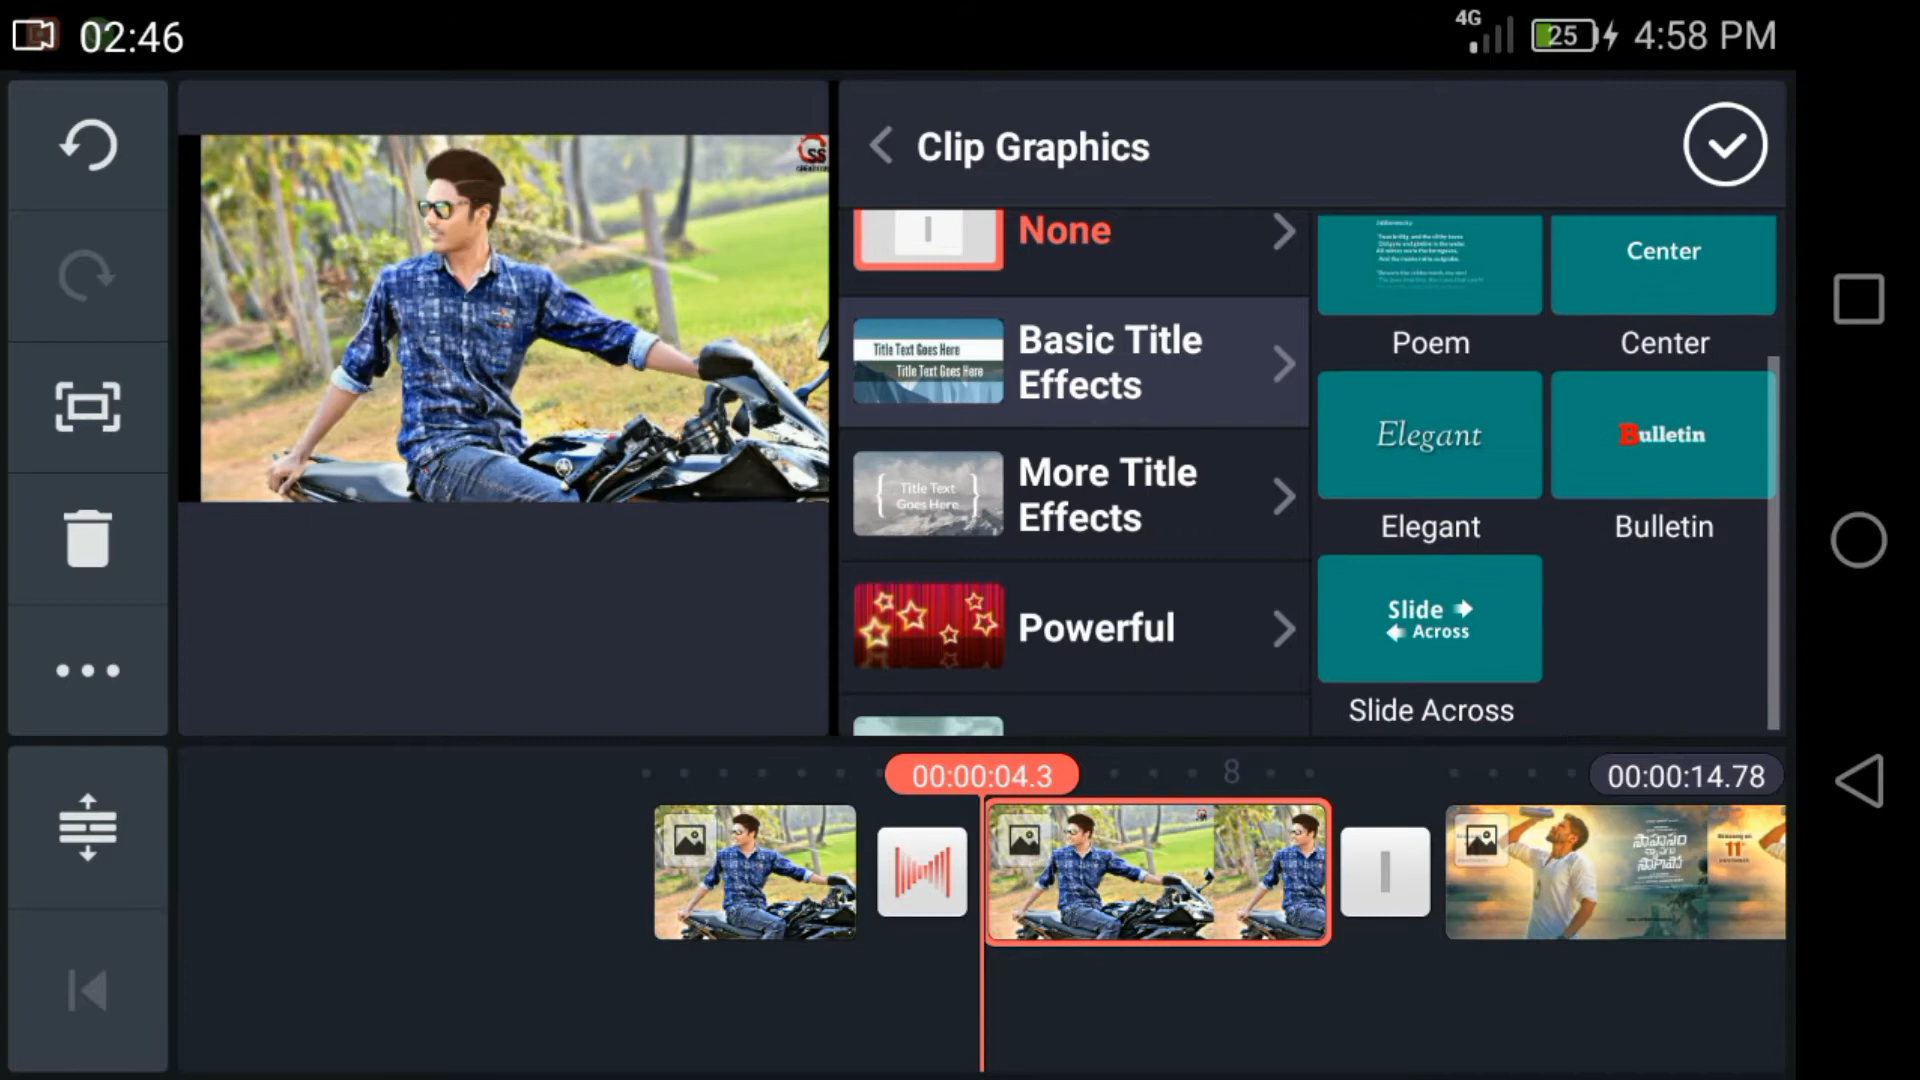 02:46
4G
25
4:58 PM
SS
Clip Graphics
None
Center
Poem
Center
Title Text Goes Here
Title Text Goes Here
Basic Title
Effects
Elegant
Bulletin
Elegant
Bulletin
Title Text
Goes Here
More Title
Effects
Slide
Across
Slide Across
Powerful
00:00:04.3
8
00:00:14.78
11